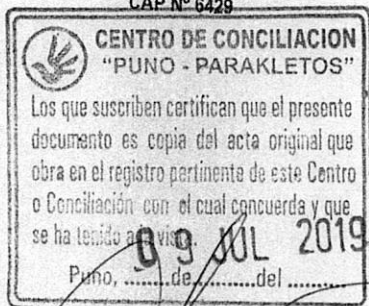 CAP Nº 6429
CENTRO DE CONCILIACION
"PUNO - PARAKLETOS"
Los que suscriben certifican que el presente
documento es copia del acta original que
obra en el registro pertinente de este Centro
o Conciliación con el cual concuerda y que
se ha tenido a vis
09 JUL 2019
Puno, ........de...........del ..........